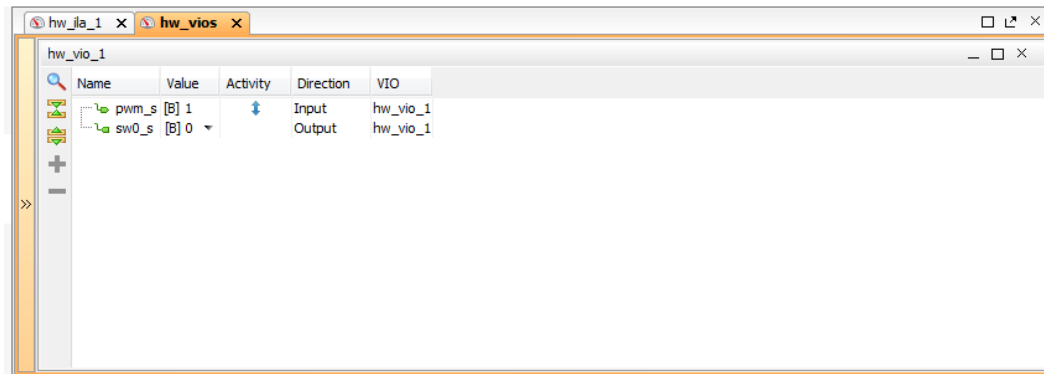 hw_ila_1 hw_vios
hw_vio_1
Name Value Activity Direction VIO
pwm_s [B] 1 Input hw_vio_1
sw0_s [B] 0 Output hw_vio_1